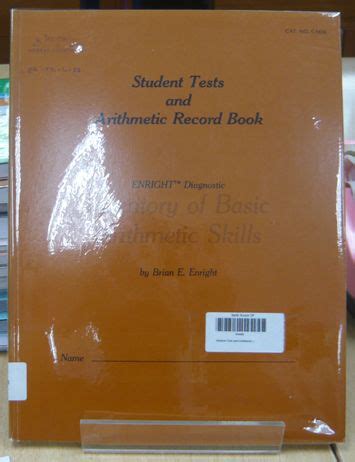 CAT. NO.
Student Tests
and
Arithmetic Record Book
ENRIGHT™ Diagnostic
Inventory of Basic
Arithmetic Skills
by Brian E. Enright
Name